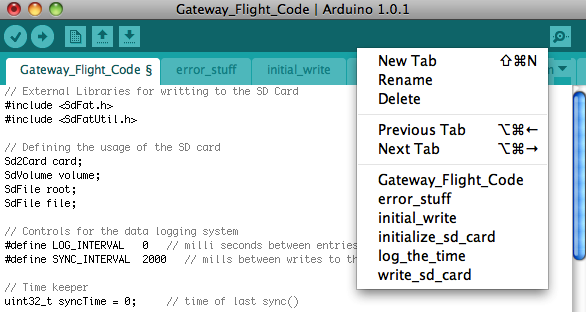 Gateway_Flight_Code | Arduino 1.0.1
Gateway_Flight_Code §
error_stuff
initial_write
New Tab ⇧⌘N
Rename
Delete
Previous Tab ⌥⌘←
Next Tab ⌥⌘→
Gateway_Flight_Code
error_stuff
initial_write
initialize_sd_card
log_the_time
write_sd_card
// External Libraries for writting to the SD Card
#include <SdFat.h>
#include <SdFatUtil.h>
// Defining the usage of the SD card
Sd2Card card;
SdVolume volume;
SdFile root;
SdFile file;
// Controls for the data logging system
#define LOG_INTERVAL 0 // milli seconds between entries
#define SYNC_INTERVAL 2000 // mills between writes to th
// Time keeper
uint32_t syncTime = 0; // time of last sync()